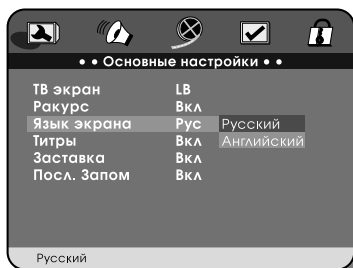 • • Основные настройки • •
ТВ экран LB
Ракурс Вкл
Язык экрана Рус Русский
Титры Вкл Английский
Заставка Вкл
Посл. Запом Вкл
Русский